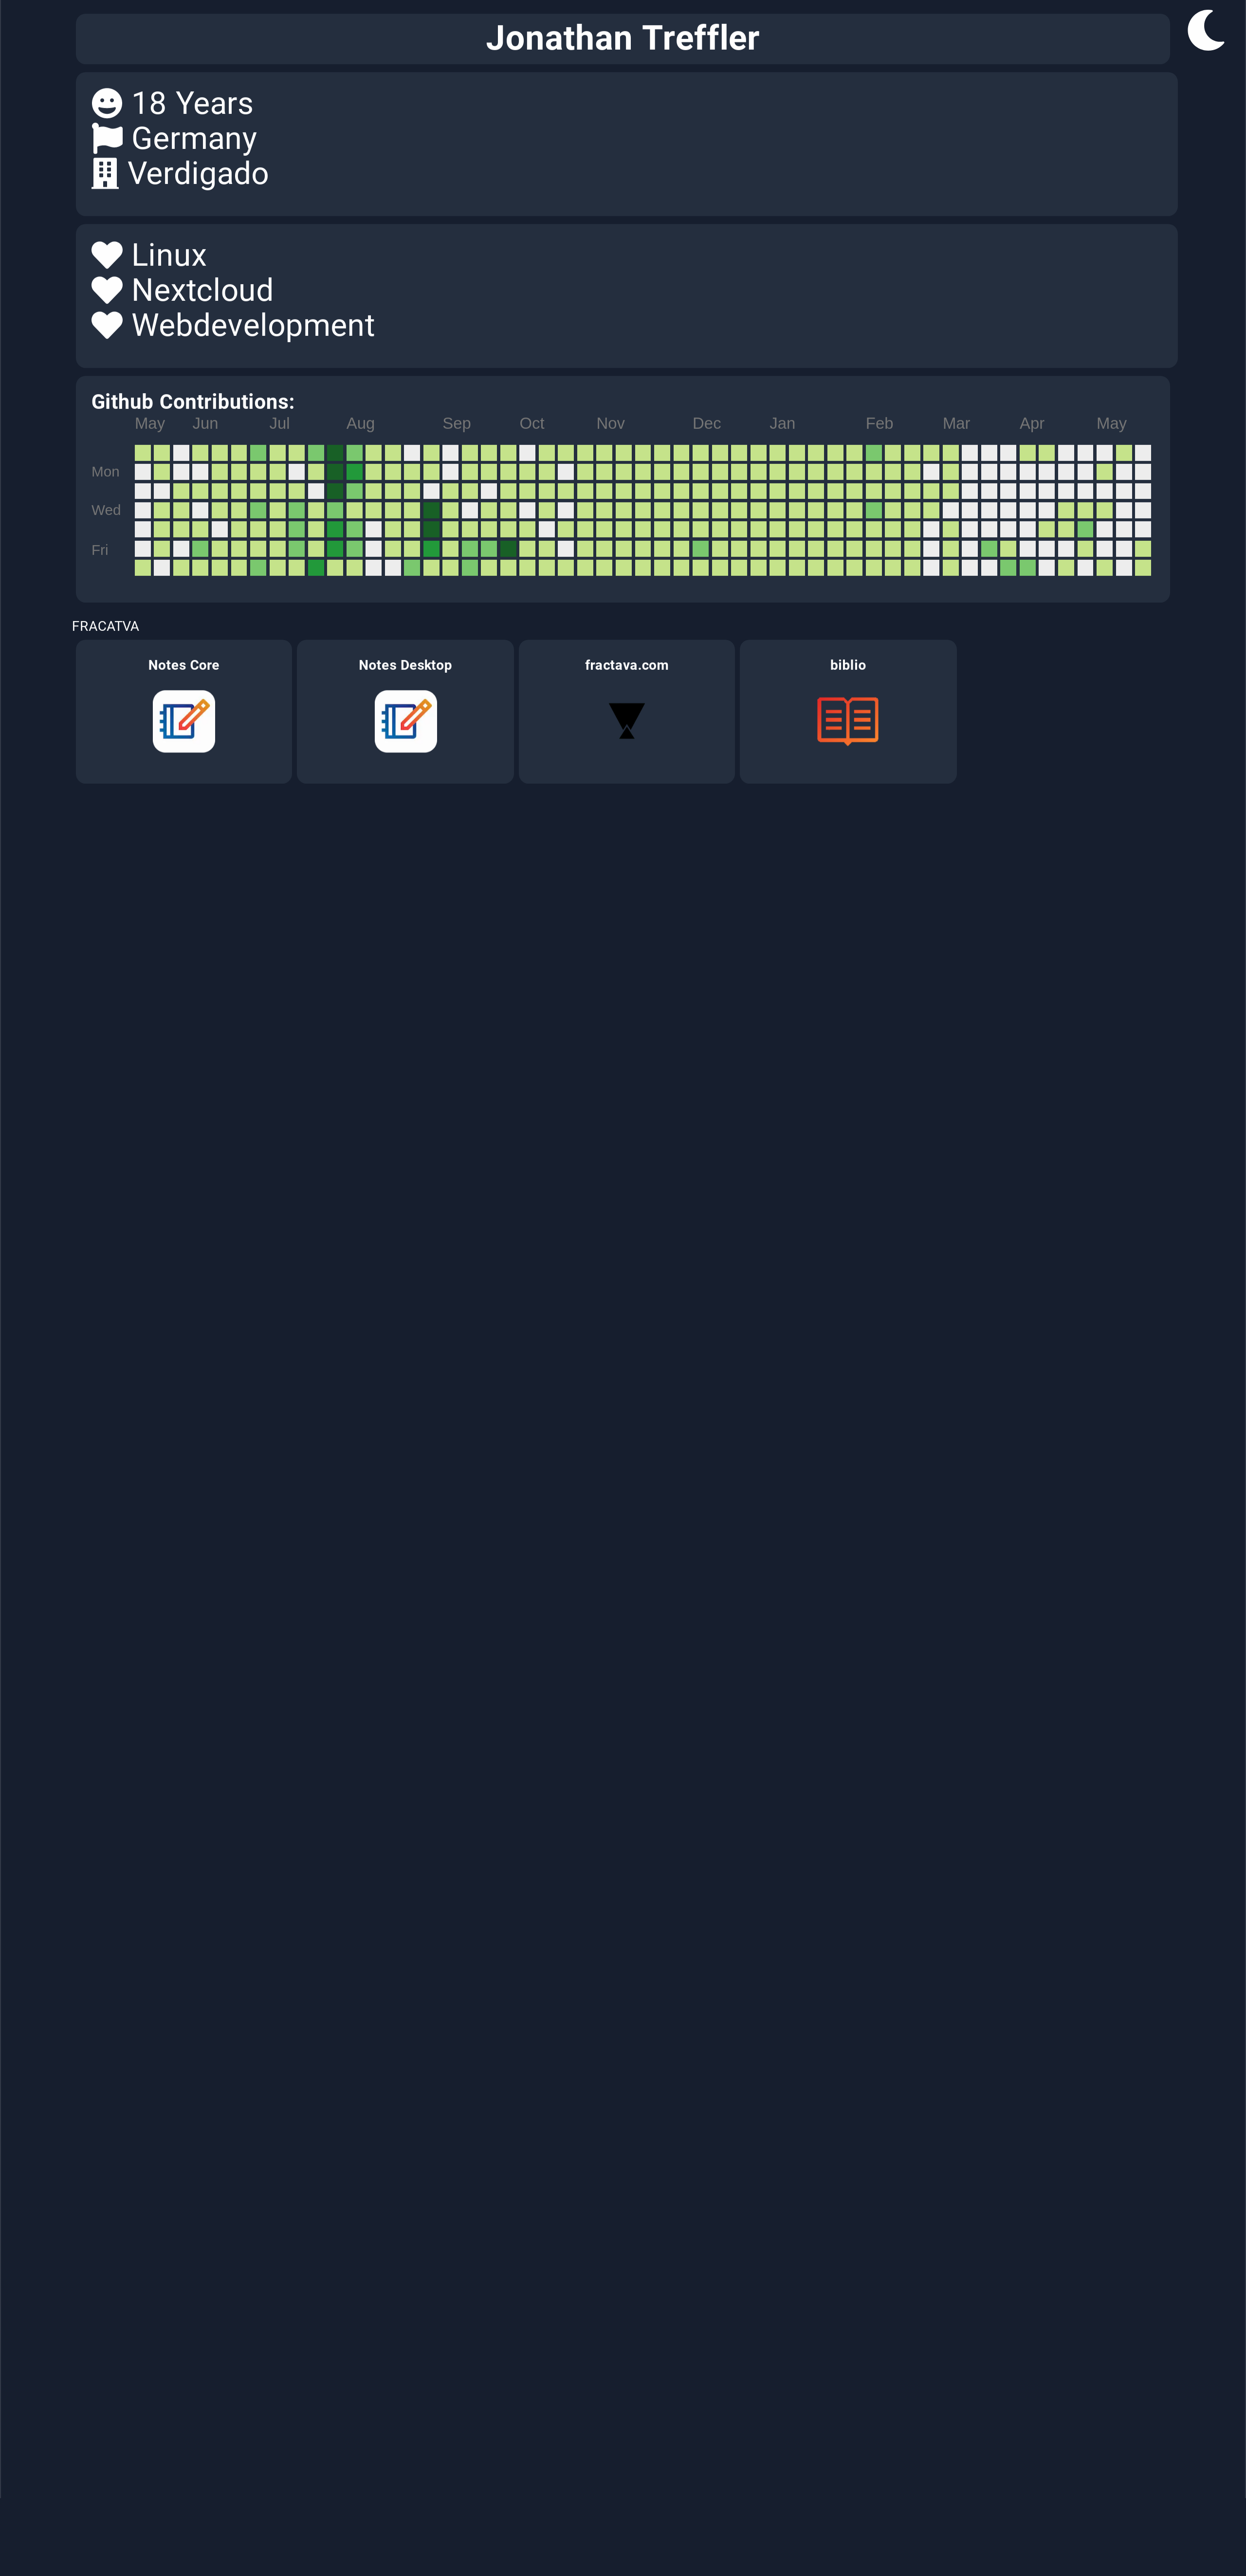 Jonathan Treffler
18 Years
Germany
Verdigado
Linux
Nextcloud
Webdevelopment
Github Contributions:
May Jun Jul Aug Sep Oct Nov Dec Jan Feb Mar Apr May
Mon
Wed
Fri
FRACATVA
Notes Core
Notes Desktop
fractava.com
biblio